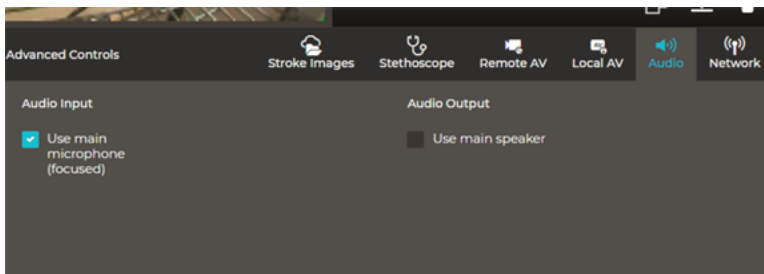 Advanced Controls
Stroke Images
Stethoscope
Remote AV
Local AV
Audio
Network
Audio Input
Audio Output
Use main
microphone
(focused)
Use main speaker